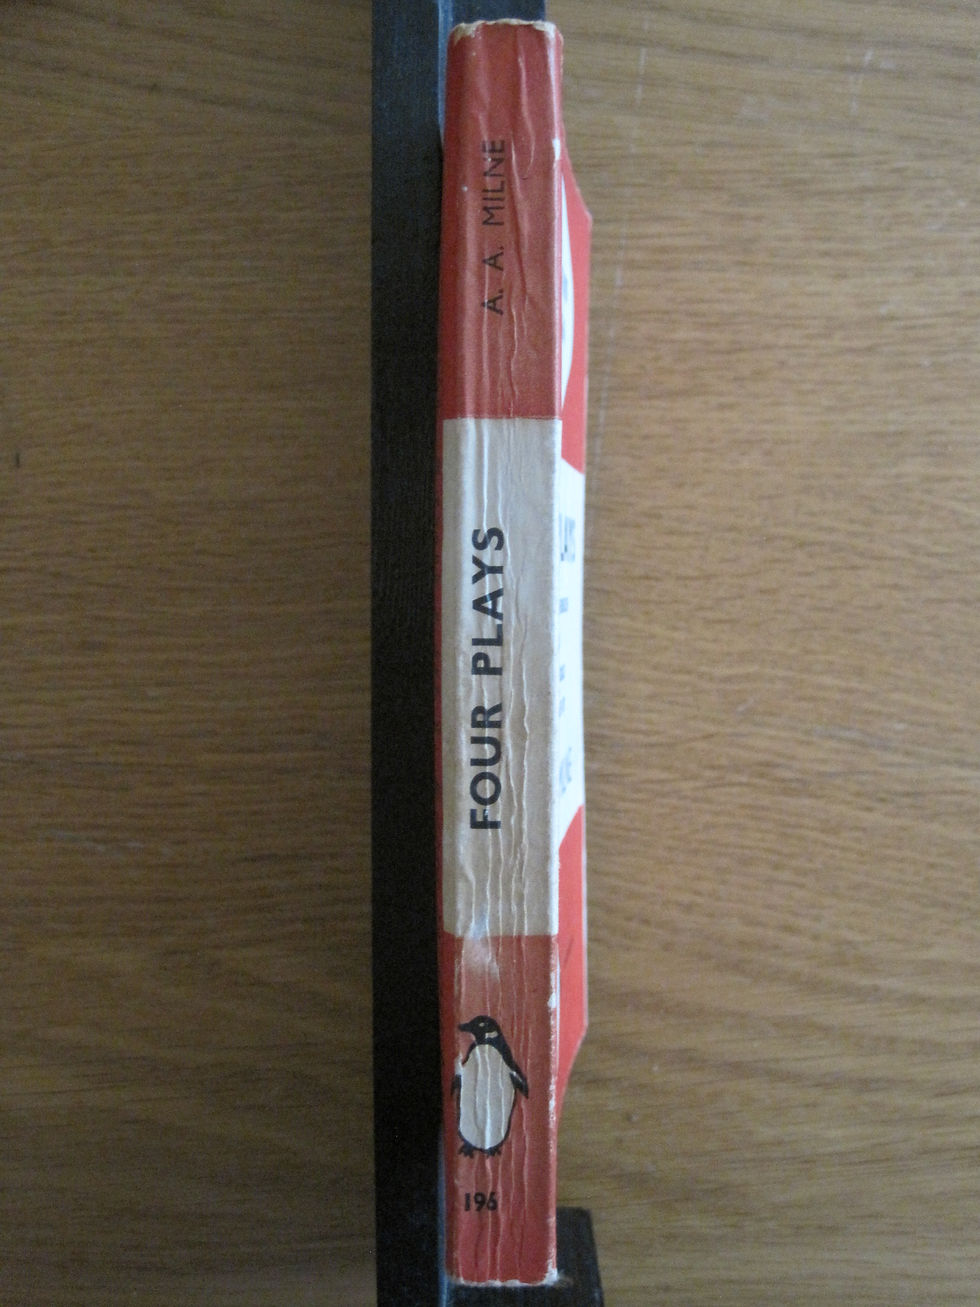 A. A. MILNE
FOUR PLAYS
196